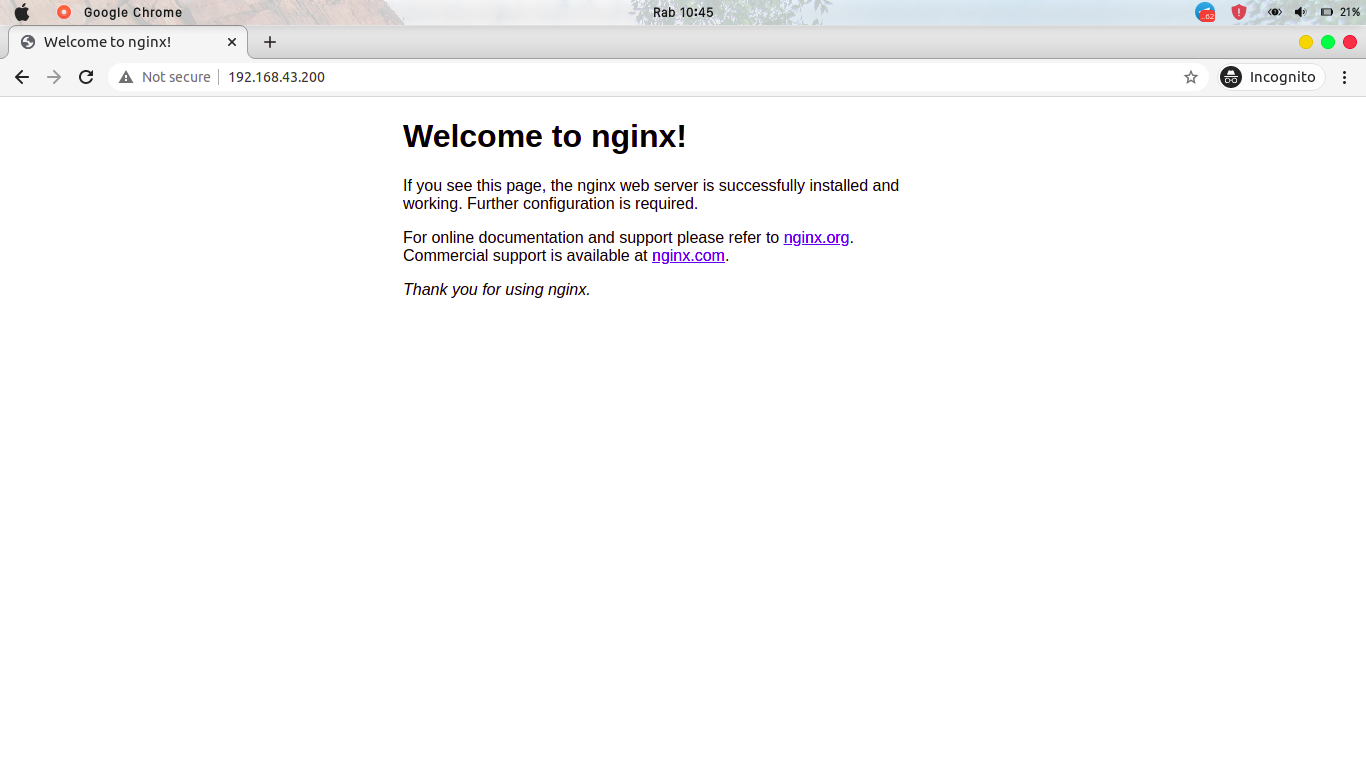 Google Chrome
Rab 10:45
62
21%
Welcome to nginx!
Not secure
192.168.43.200
Incognito
Welcome to nginx!
If you see this page, the nginx web server is successfully installed and
working. Further configuration is required.
For online documentation and support please refer to nginx.org.
Commercial support is available at nginx.com.
Thank you for using nginx.